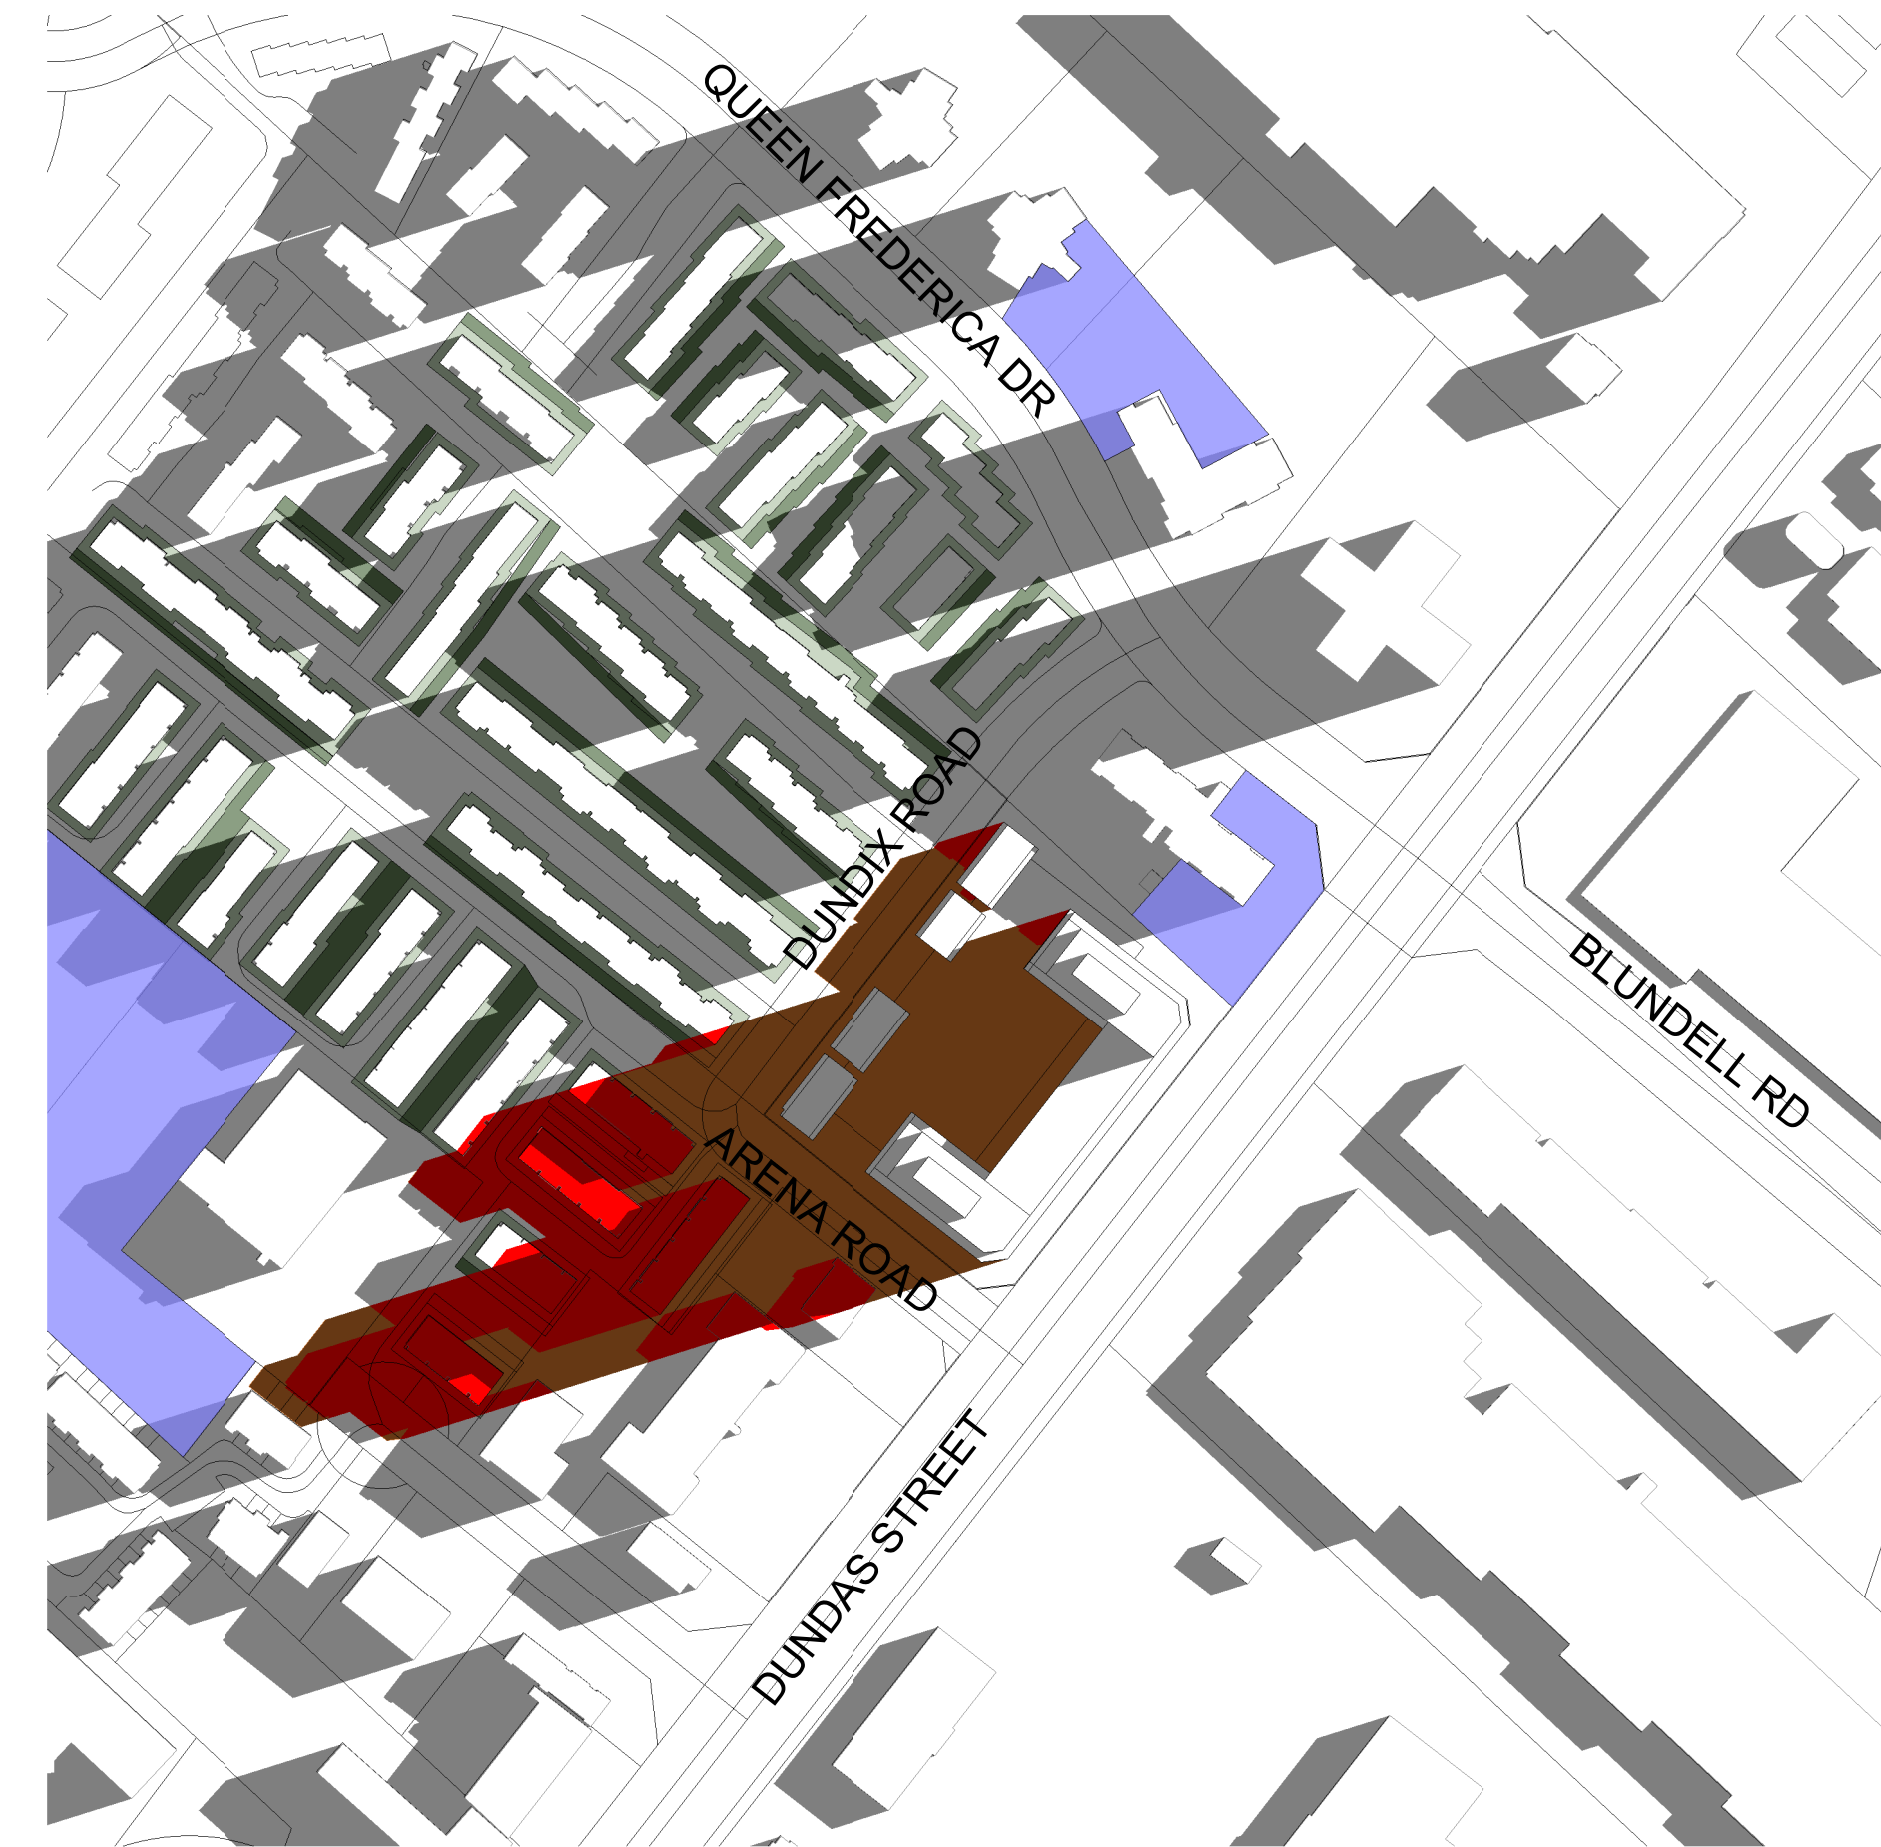 QUEEN FREDERICA DR
DUNDIX ROAD
BLUNDELL RD
ARENA ROAD
DUNDAS STREET